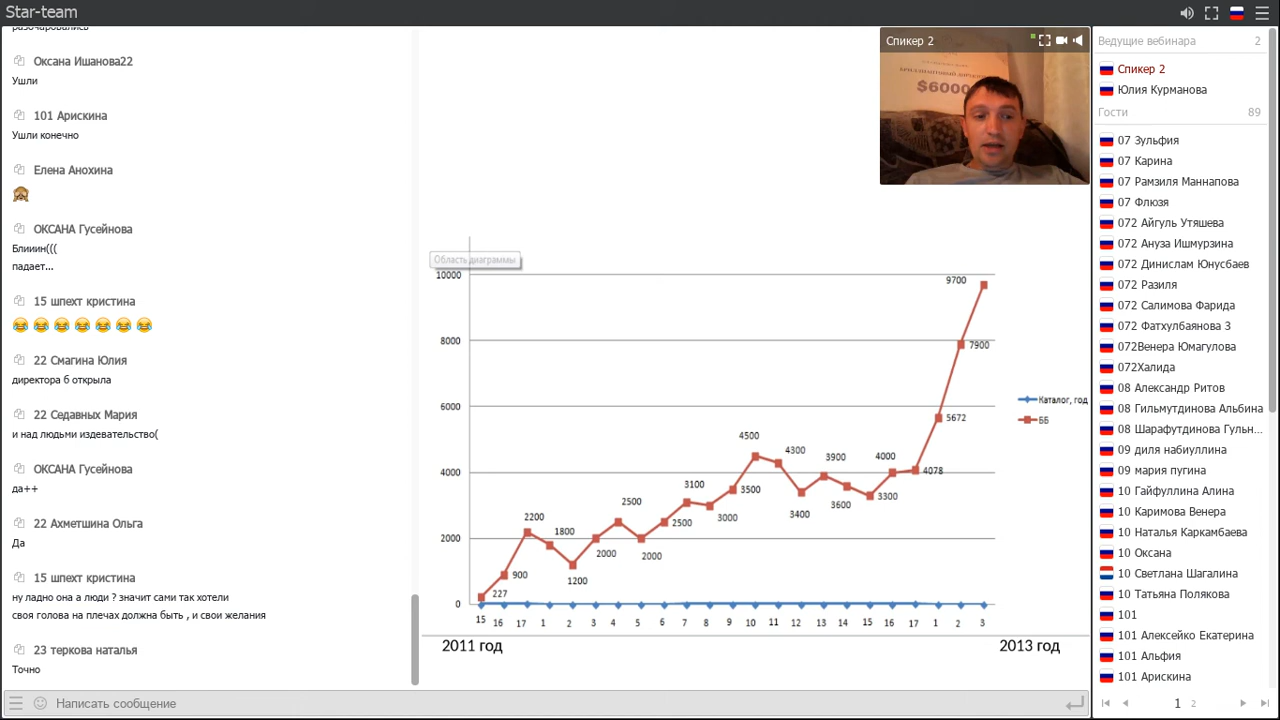 Star-team
разочаровались
Оксана Ишанова22
Ушли
101 Арискина
Ушли конечно
Елена Анохина
ОКСАНА Гусейнова
Блииин(((
падает...
15 шпехт кристина
22 Смагина Юлия
директора б открыла
22 Седавных Мария
и над людьми издевательство(
ОКСАНА Гусейнова
да++
22 Ахметшина Ольга
Да
15 шпехт кристина
ну ладно она а люди ? значит сами так хотели
своя голова на плечах должна быть , и свои желания
23 теркова наталья
Точно
Написать сообщение
Спикер 2
БРИЛЛИАНТОВЫЙ ДИРЕКТОР
$6000
Область диаграммы
10000
8000
6000
4000
2000
0
227
900
2200
1800
1200
2000
2500
2000
2500
3100
3000
3500
4500
4300
3400
3900
3600
3300
4000
4078
5672
7900
9700
15 16 17 1 2 3 4 5 6 7 8 9 10 11 12 13 14 15 16 17 1 2 3
2011 год
2013 год
Каталог, год
ББ
Ведущие вебинара 2
Спикер 2
Юлия Курманова
Гости 89
07 Зульфия
07 Карина
07 Рамзиля Маннапова
07 Флюзя
072 Айгуль Утяшева
072 Ануза Ишмурзина
072 Динислам Юнусбаев
072 Разиля
072 Салимова Фарида
072 Фатхулбаянова З
072Венера Юмагулова
072Халида
08 Александр Ритов
08 Гильмутдинова Альбина
08 Шарафутдинова Гульн...
09 диля набиуллина
09 мария пугина
10 Гайфуллина Алина
10 Каримова Венера
10 Наталья Каркамбаева
10 Оксана
10 Светлана Шагалина
10 Татьяна Полякова
101
101 Алексейко Екатерина
101 Альфия
101 Арискина
1 2